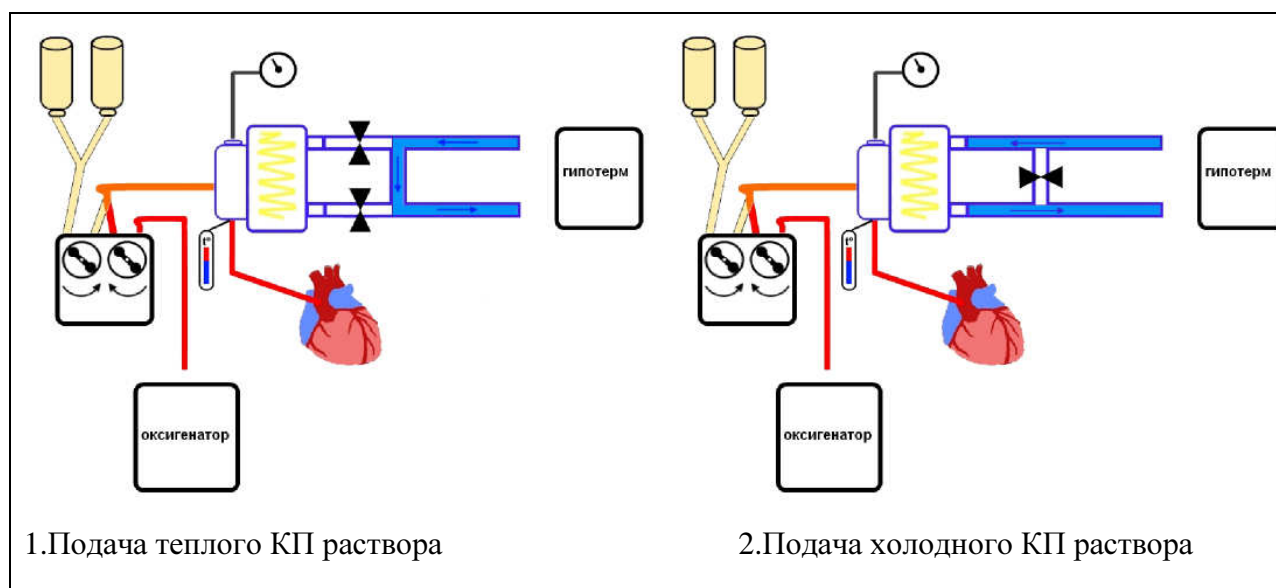 гипотерм
гипотерм
t°
t°
оксигенатор
оксигенатор
1.Подача теплого КП раствора
2.Подача холодного КП раствора